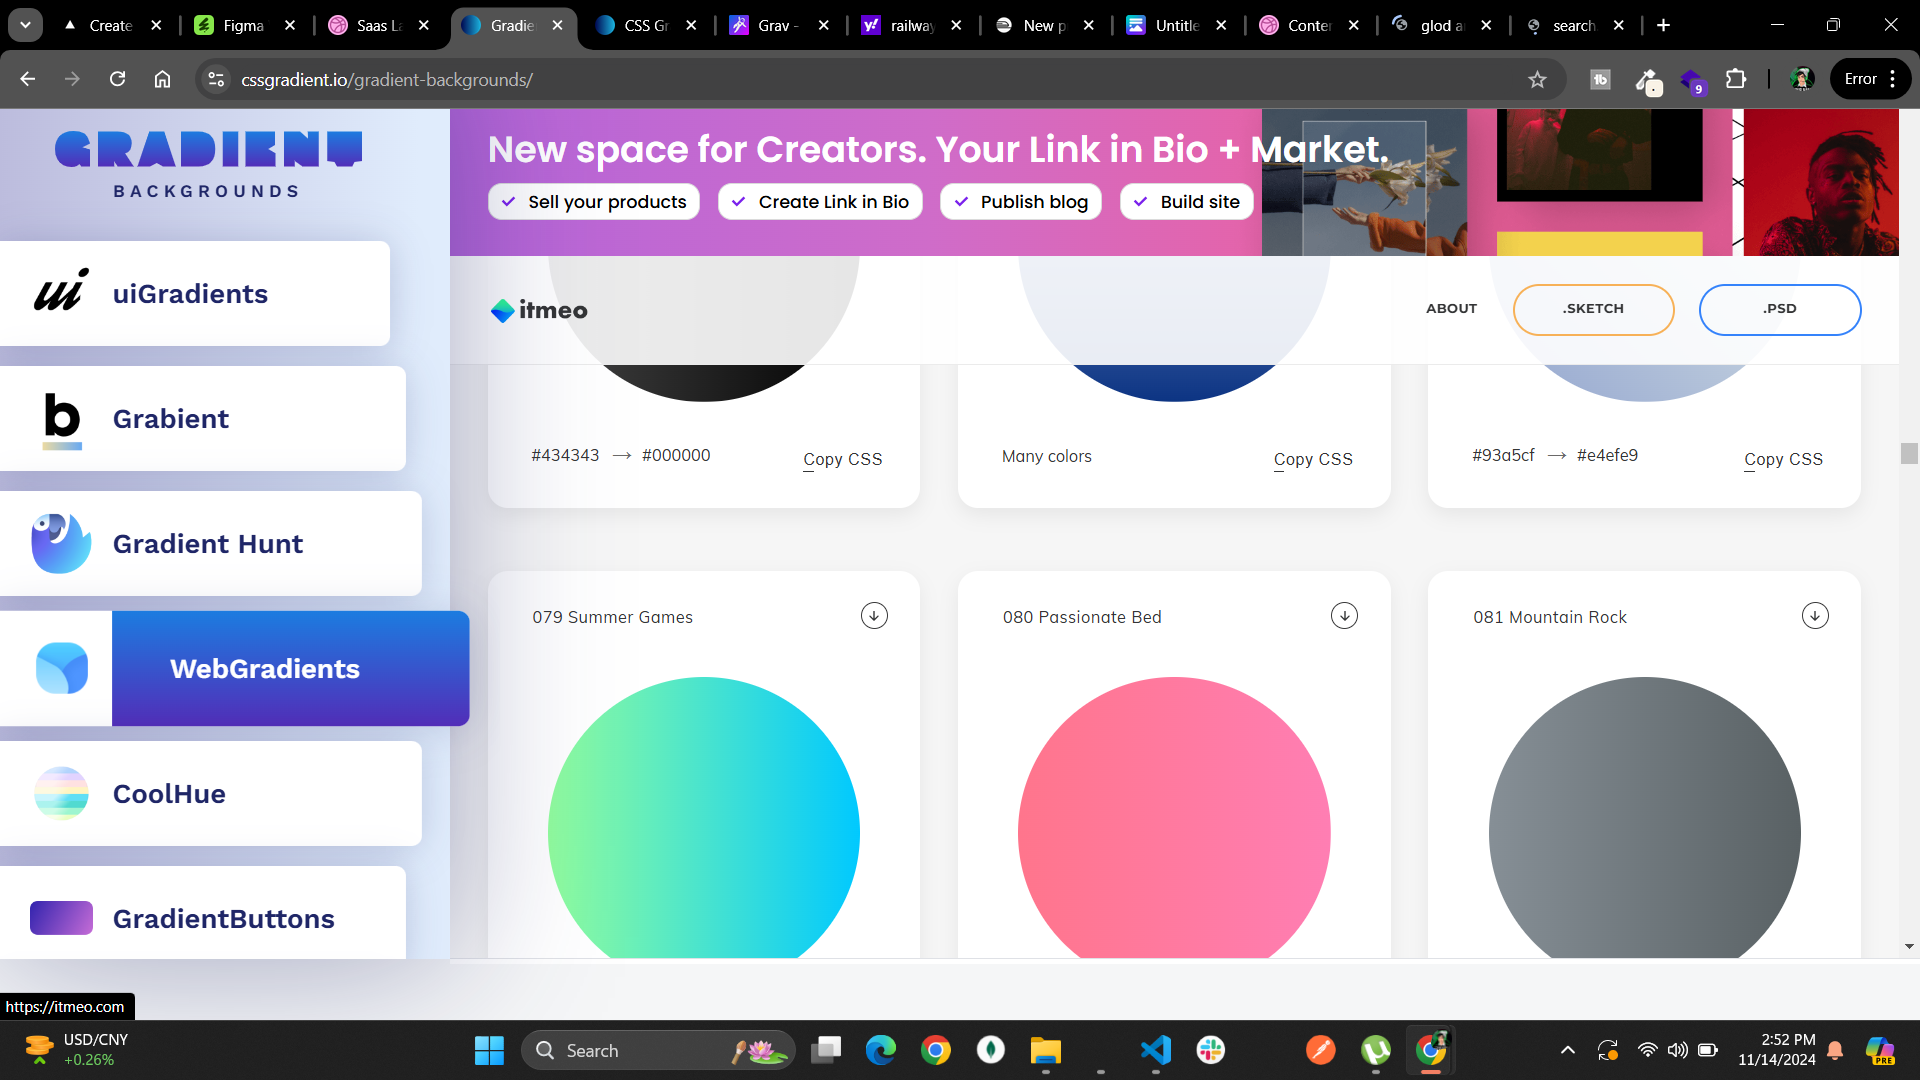 Create
Figma
Saas La
Gradie
CSS Gr
Grav -
railway
New p
Untitle
Conter
glod a
search
cssgradient.io/gradient-backgrounds/
9
Error
GRADIENT
BACKGROUNDS
uiGradients
Grabient
Gradient Hunt
WebGradients
CoolHue
GradientButtons
New space for Creators. Your Link in Bio + Market.
Sell your products
Create Link in Bio
Publish blog
Build site
itmeo
ABOUT
.SKETCH
.PSD
#434343 → #000000
Copy CSS
Many colors
Copy CSS
#93a5cf → #e4efe9
Copy CSS
079 Summer Games
080 Passionate Bed
081 Mountain Rock
https://itmeo.com
USD/CNY
+0.26%
Search
2:52 PM
11/14/2024
PRE